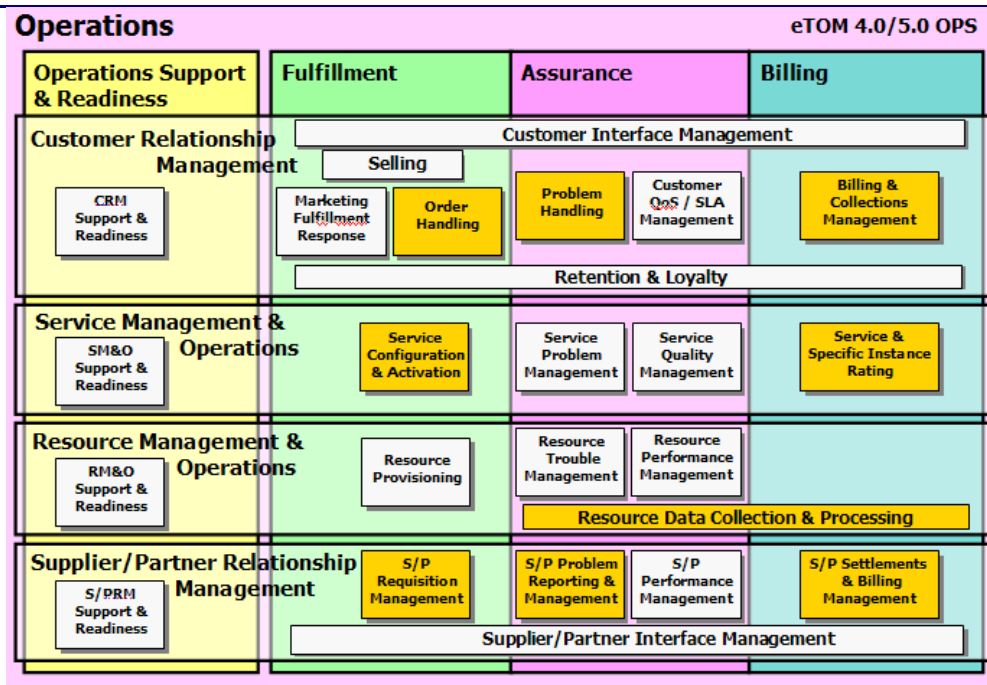 Operations
eTOM 4.0/5.0 OPS
Operations Support
& Readiness
Fulfillment
Assurance
Billing
Customer Relationship
Management
Customer Interface Management
Selling
CRM
Support &
Readiness
Marketing
Fulfillment
Response
Order
Handling
Problem
Handling
Customer
QoS / SLA
Management
Billing &
Collections
Management
Retention & Loyalty
Service Management &
Operations
SM&O
Support &
Readiness
Service
Configuration
& Activation
Service
Problem
Management
Service
Quality
Management
Service &
Specific Instance
Rating
Resource Management &
Operations
RM&O
Support &
Readiness
Resource
Provisioning
Resource
Trouble
Management
Resource
Performance
Management
Resource Data Collection & Processing
Supplier/Partner Relationship
Management
S/PRM
Support &
Readiness
S/P
Requisition
Management
S/P Problem
Reporting &
Management
S/P
Performance
Management
S/P Settlements
& Billing
Management
Supplier/Partner Interface Management